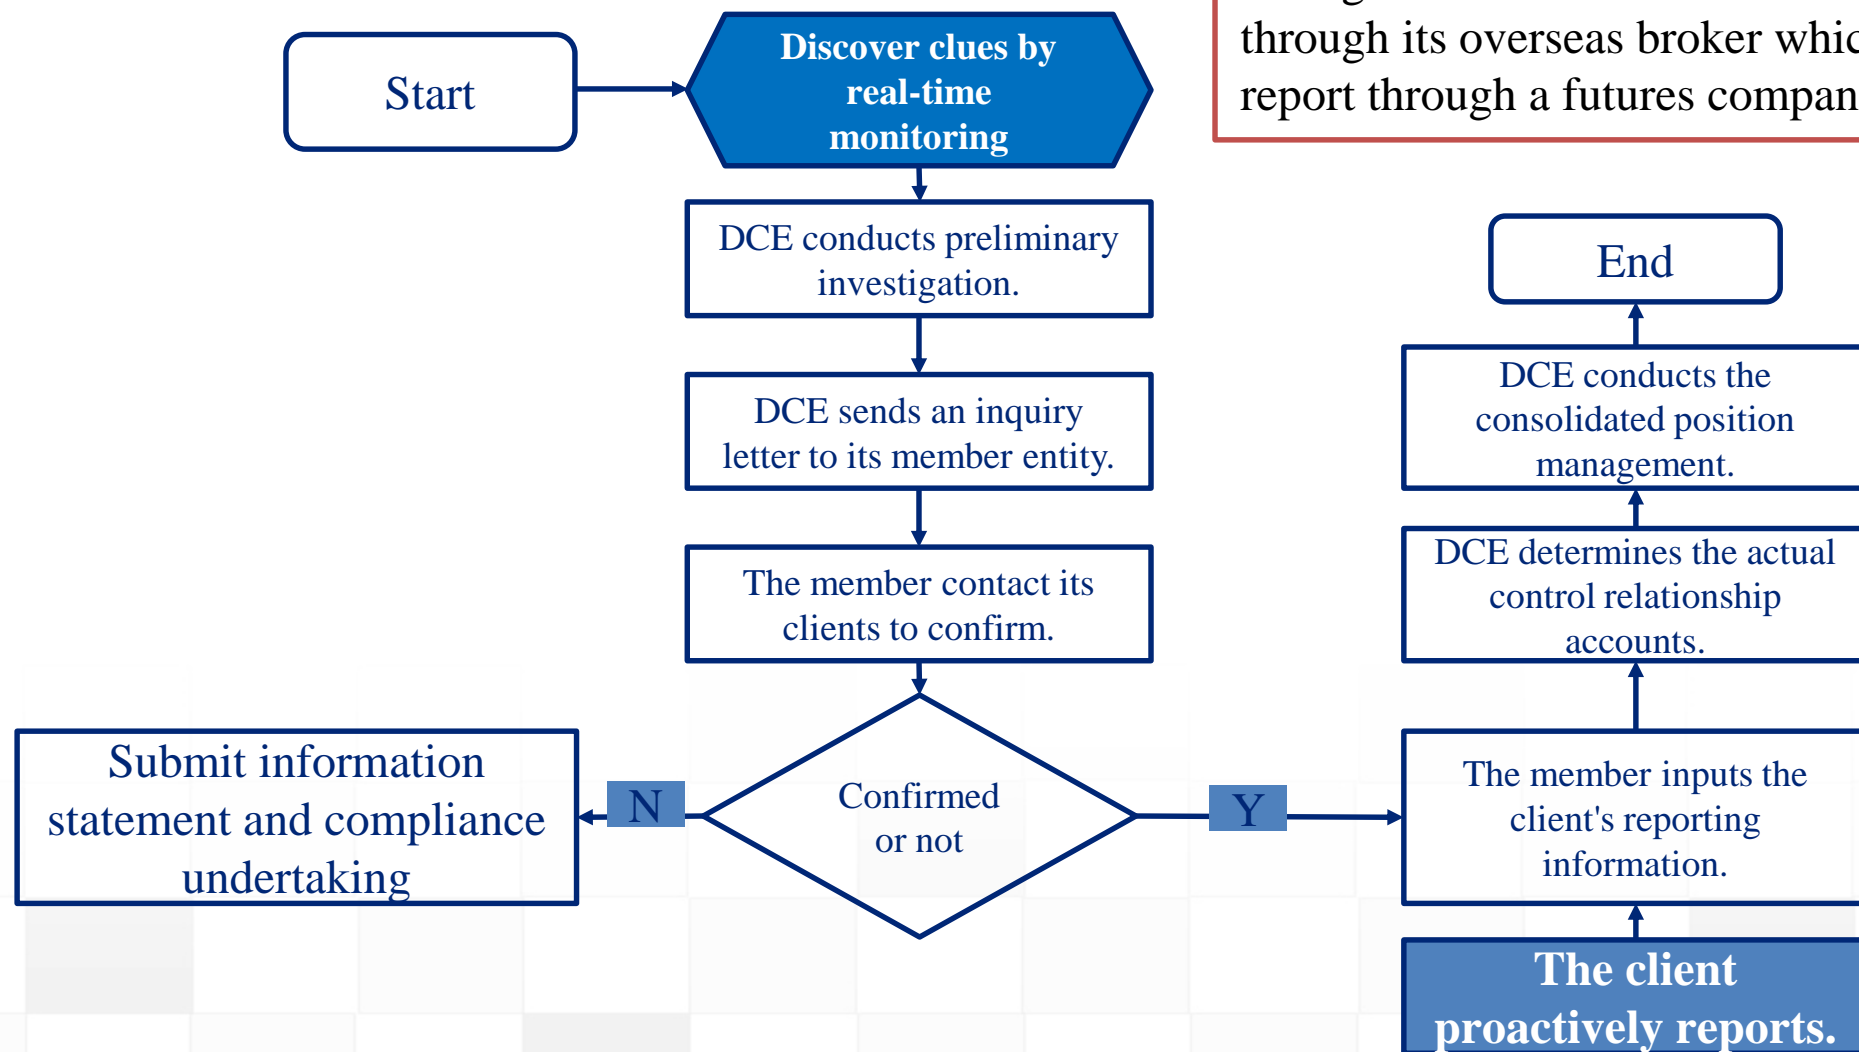 through its overseas broker
report through a futures
Start
Discover clues by
real-time
monitoring
DCE conducts preliminary
investigation.
End
DCE sends an inquiry
letter to its member entity.
DCE conducts the
consolidated position
management.
The member contact its
clients to confirm.
DCE determines the actual
control relationship
accounts.
Submit information
statement and compliance
undertaking
N
Confirmed
or not
Y
The member inputs the
client's reporting
information.
The client
proactively reports.